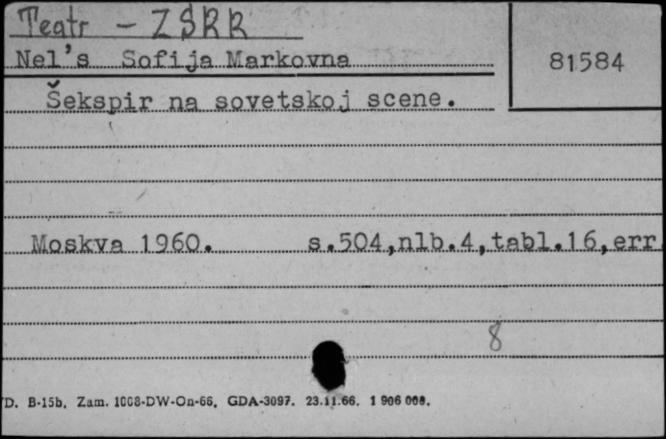 Teatr - ZSRR
Nel's Sofija Markovna
81584
Šekspir na sovetskoj scene.
Moskva 1960. s.504,nlb.4,tabl.16,err
8
D. B-15b. Zam. 1008-DW-On-66. GDA-3097. 23.11.66. 1 906 000.